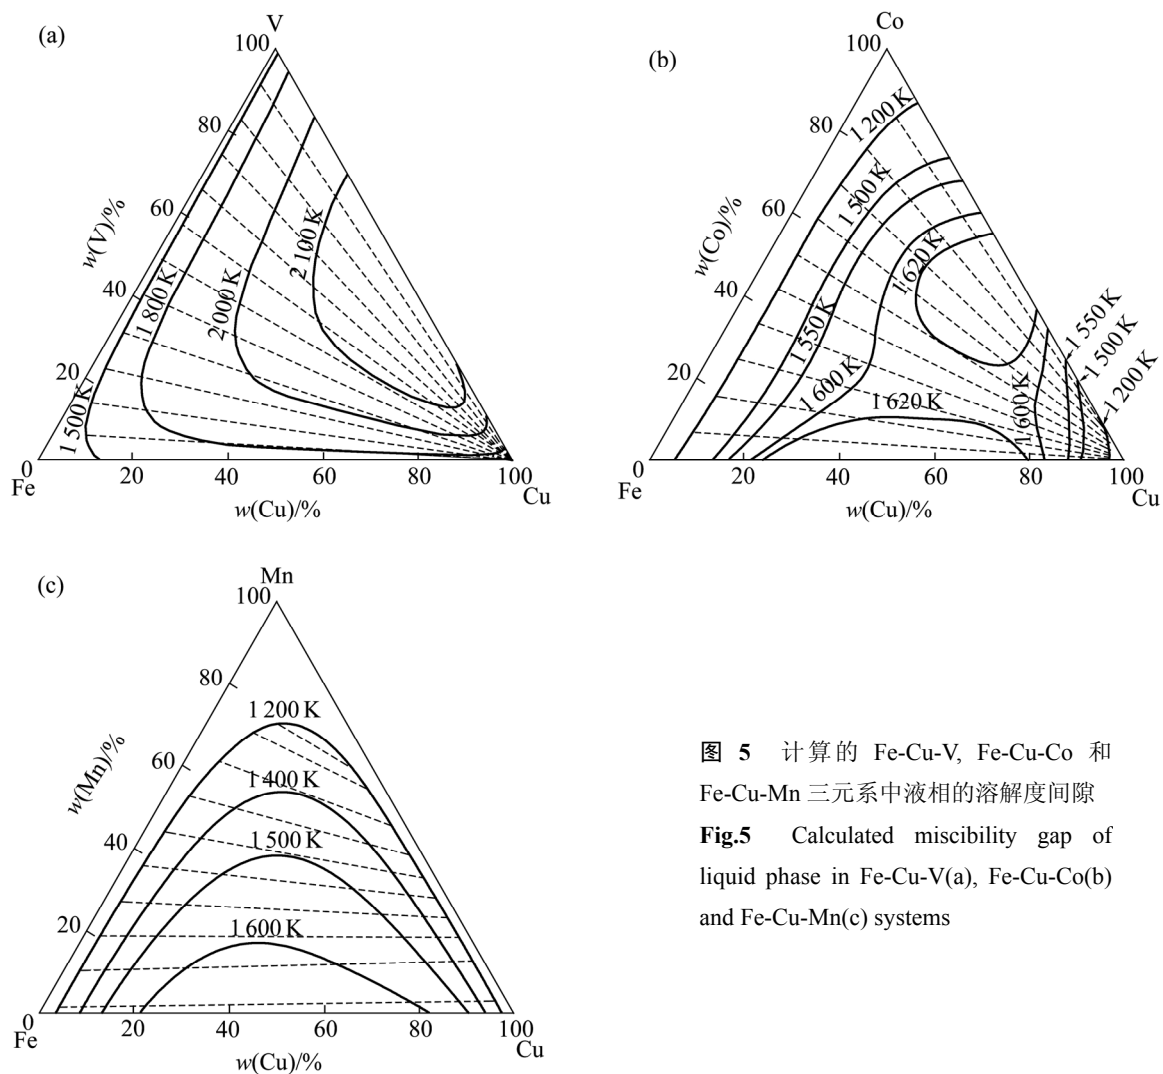 (a)
V
100
80
60
40
20
0
w(V)/%
1 500 K
1 800 K
2 000 K
2 100 K
Fe
20
40
60
80
100
Cu
w(Cu)/%
(b)
Co
100
80
60
40
20
0
w(Co)/%
1 200 K
1 500 K
1 550 K
1 600 K
1 620 K
1 620 K
1 600 K
1 550 K
1 500 K
1 200 K
Fe
20
40
60
80
100
Cu
w(Cu)/%
(c)
Mn
100
80
60
40
20
0
w(Mn)/%
1 200 K
1 400 K
1 500 K
1 600 K
Fe
20
40
60
80
100
Cu
w(Cu)/%
图 5 计算的 Fe-Cu-V, Fe-Cu-Co 和
Fe-Cu-Mn 三元系中液相的溶解度间隙
Fig.5 Calculated miscibility gap of
liquid phase in Fe-Cu-V(a), Fe-Cu-Co(b)
and Fe-Cu-Mn(c) systems